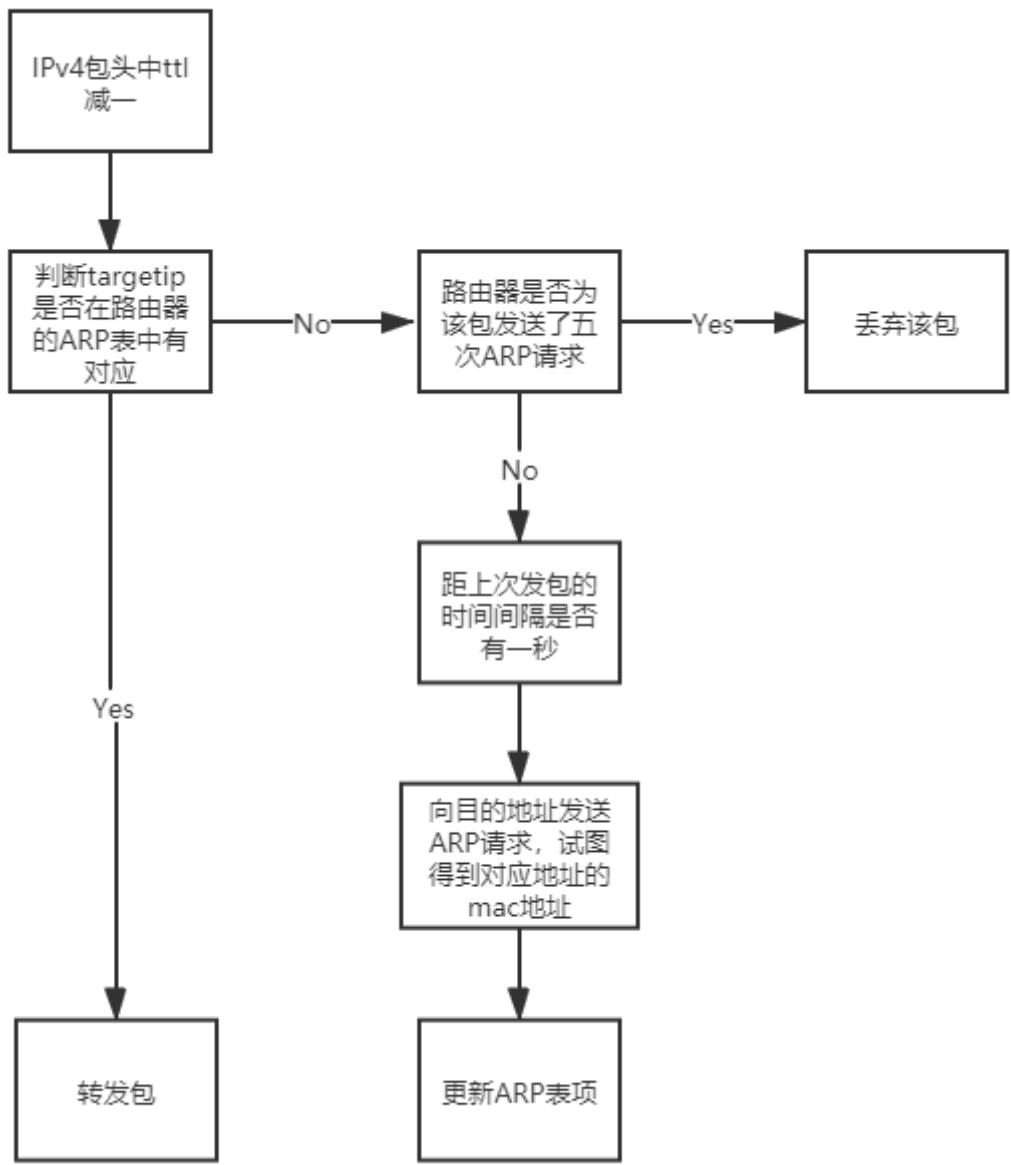 IPv4包头中ttl
减一
判断targetip
是否在路由器
的ARP表中有
对应
No
路由器是否为
该包发送了五
次ARP请求
Yes
丢弃该包
No
距上次发包的
时间间隔是否
有一秒
Yes
向目的地址发送
ARP请求，试图
得到对应地址的
mac地址
转发包
更新ARP表项